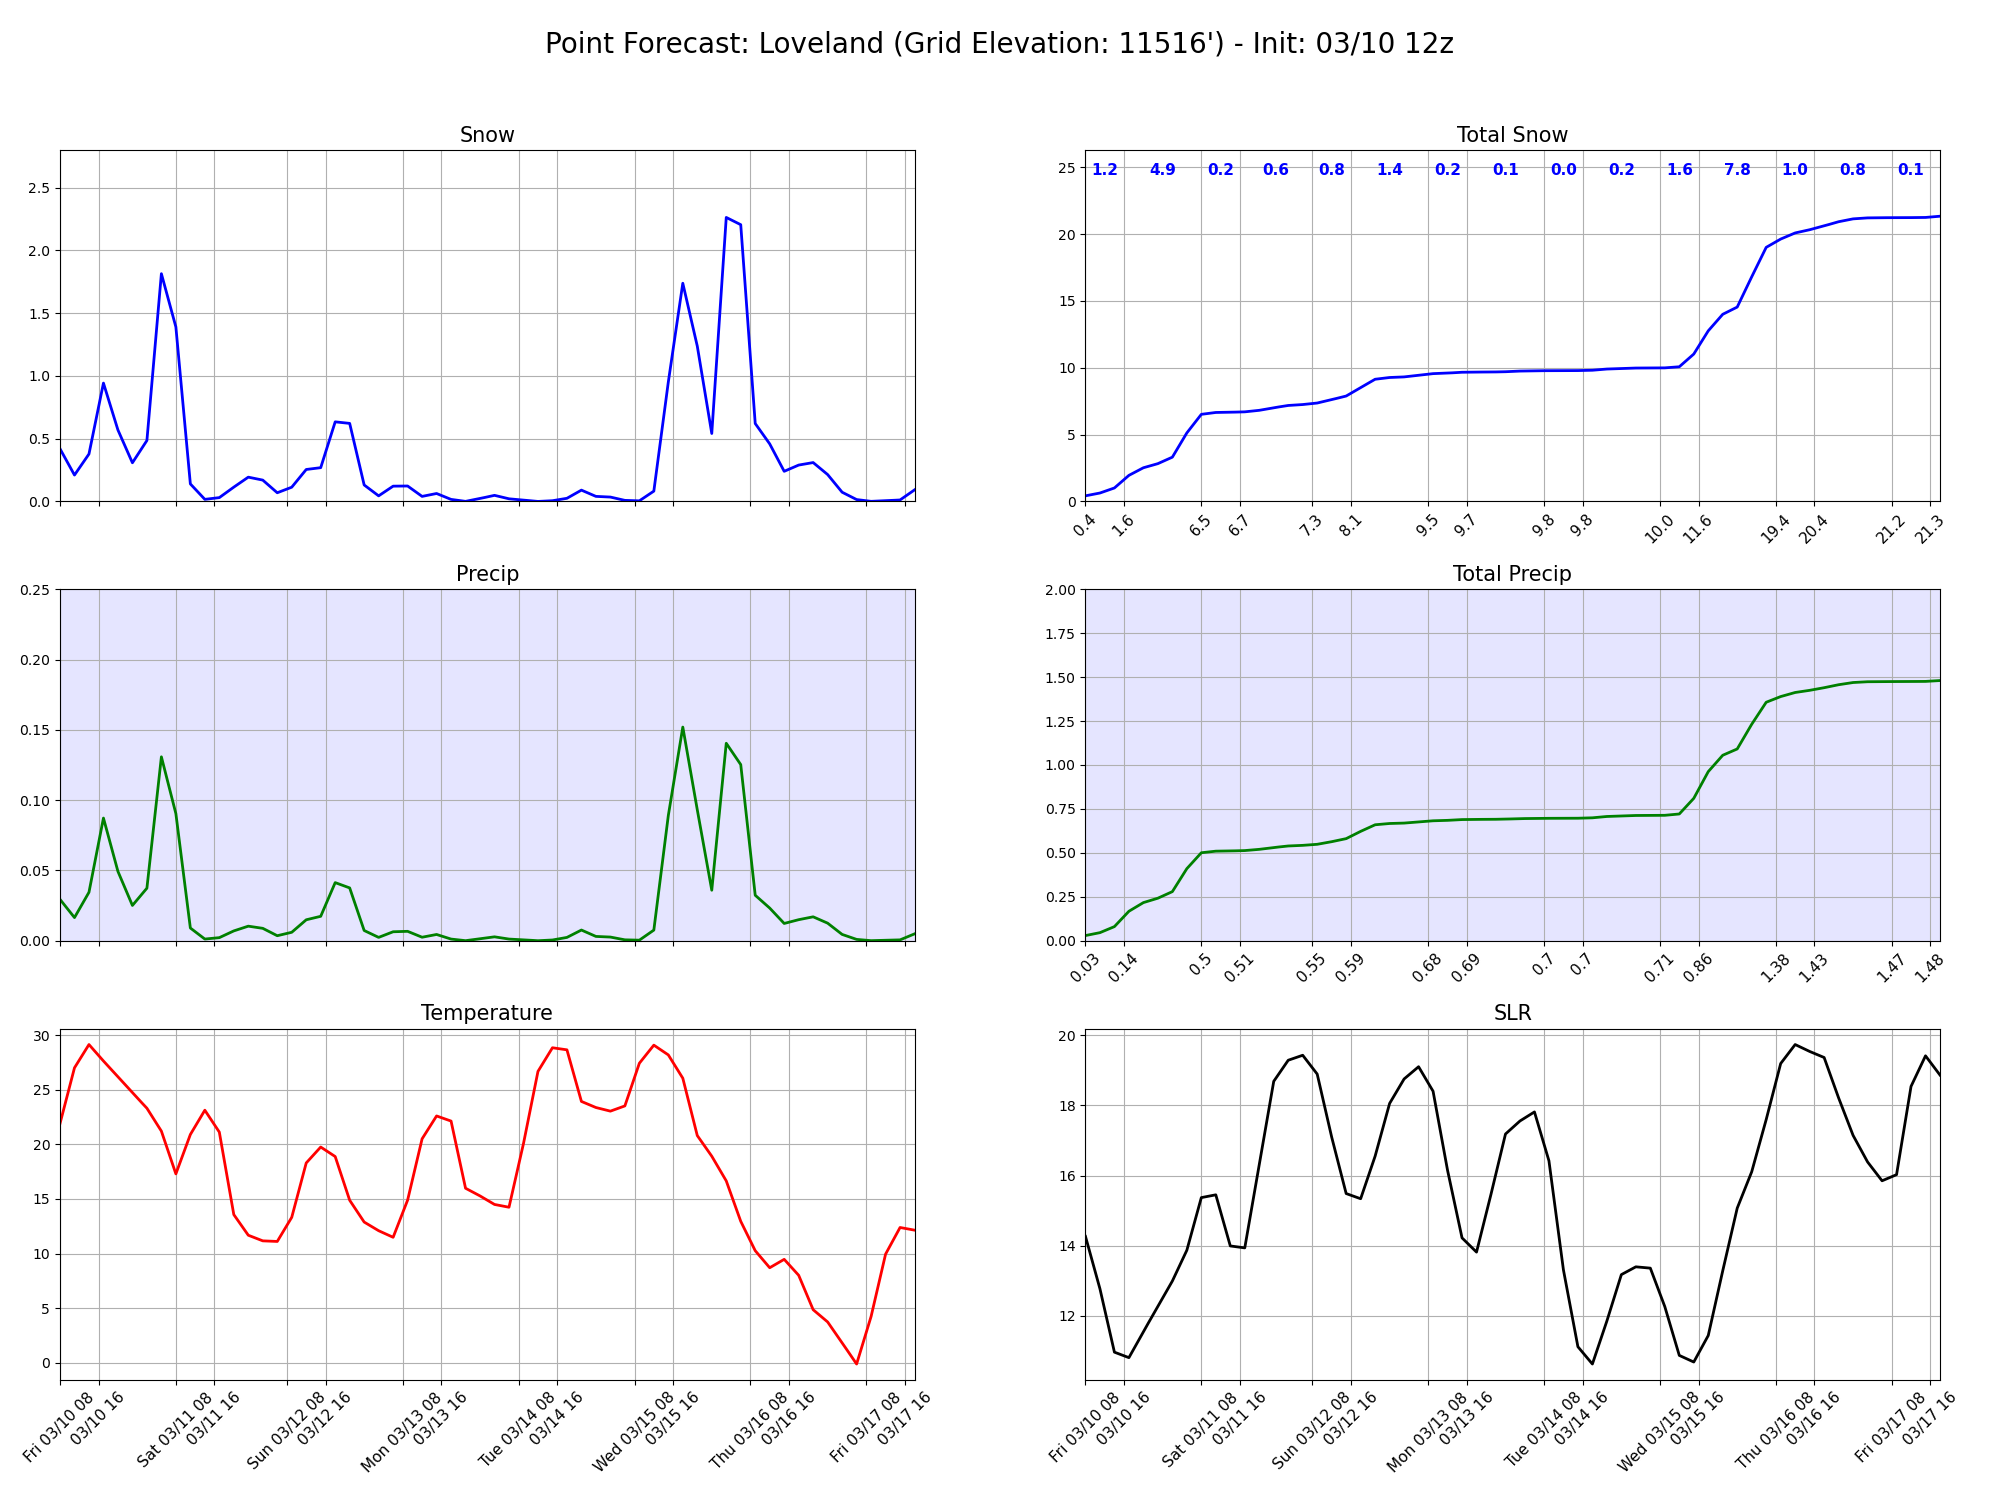 Point Forecast: Loveland (Grid Elevation: 11516') - Init: 03/10 12z
Snow
2.5
2.0
1.5
1.0
0.5
0.0
Total Snow
1.2 4.9 0.2 0.6 0.8 1.4 0.2 0.1 0.0 0.2 1.6 7.8 1.0 0.8 0.1
25
20
15
10
5
0
0.4 1.6 6.5 6.7 7.3 8.1 9.5 9.7 9.8 9.8 10.0 11.6 19.4 20.4 21.2 21.3
Precip
0.25
0.20
0.15
0.10
0.05
0.00
Total Precip
2.00
1.75
1.50
1.25
1.00
0.75
0.50
0.25
0.00
0.03 0.14 0.5 0.51 0.55 0.59 0.68 0.69 0.7 0.7 0.71 0.86 1.38 1.43 1.47 1.48
Temperature
30
25
20
15
10
5
0
Fri 03/10 08
03/10 16
Sat 03/11 08
03/11 16
Sun 03/12 08
03/12 16
Mon 03/13 08
03/13 16
Tue 03/14 08
03/14 16
Wed 03/15 08
03/15 16
Thu 03/16 08
03/16 16
Fri 03/17 08
03/17 16
SLR
20
18
16
14
12
Fri 03/10 08
03/10 16
Sat 03/11 08
03/11 16
Sun 03/12 08
03/12 16
Mon 03/13 08
03/13 16
Tue 03/14 08
03/14 16
Wed 03/15 08
03/15 16
Thu 03/16 08
03/16 16
Fri 03/17 08
03/17 16